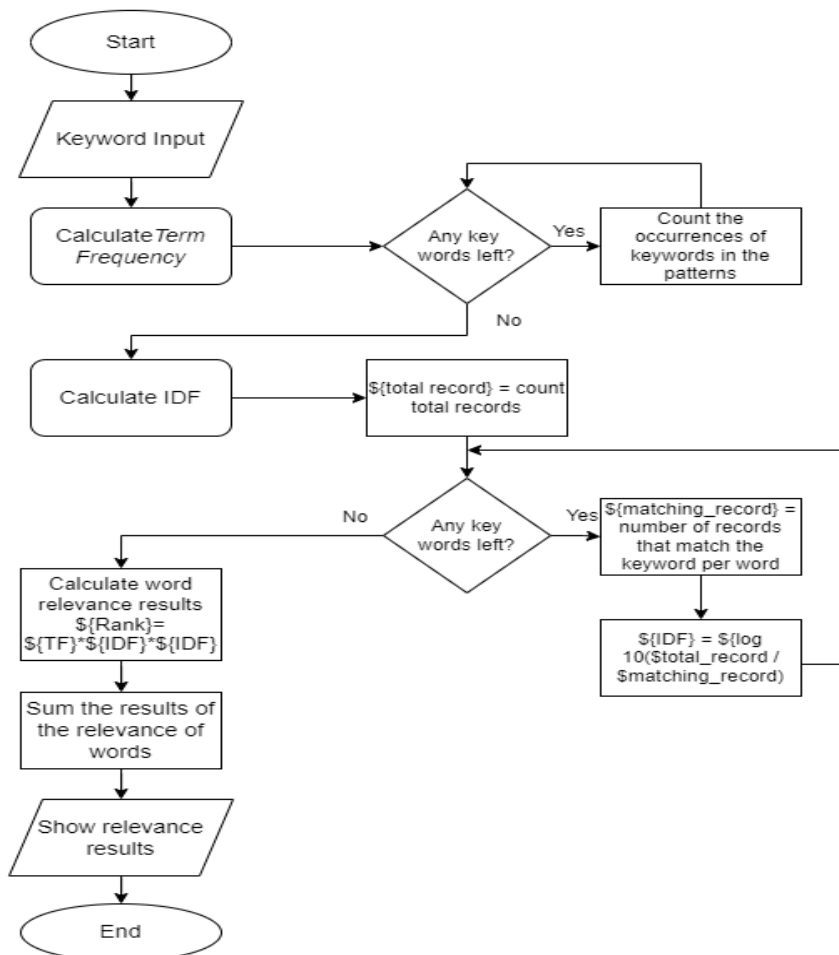 Start
Keyword Input
CalculateTerm
Frequency
Any key
words left?
Yes
Count the
occurrences of
keywords in the
patterns
No
Calculate IDF
${total record} = count
total records
Any key
words left?
Yes
${matching_record} =
number of records
that match the
keyword per word
${IDF} = ${log
10($total_record /
$matching_record)
No
Calculate word
relevance results
${Rank}=
${TF}*${IDF}*${IDF}
Sum the results of
the relevance of
words
Show relevance
results
End